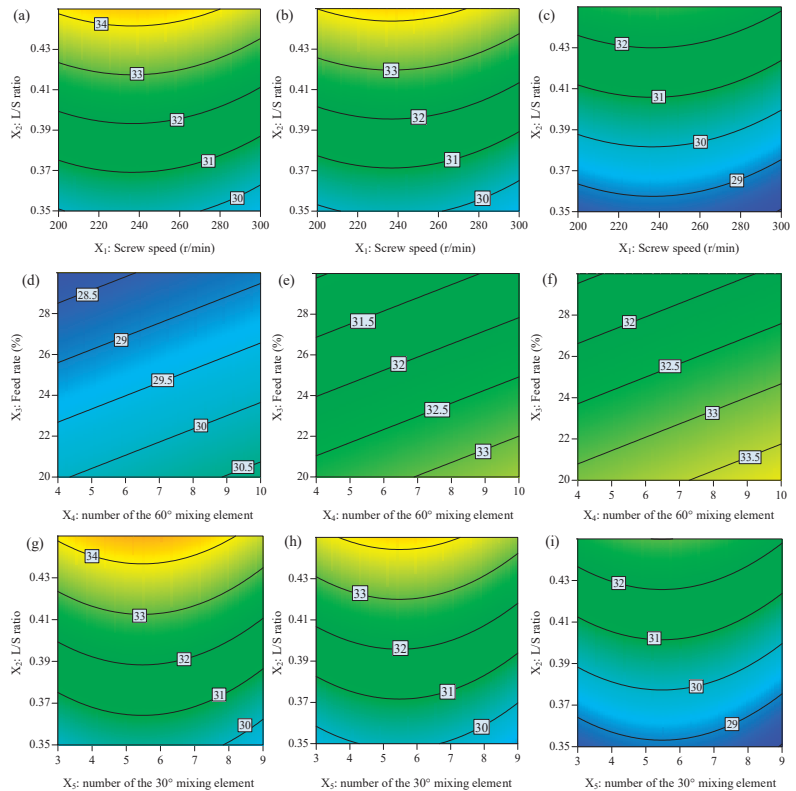 (a)
34
33
32
31
30
0.43
0.41
0.39
0.37
0.35
200 220 240 260 280 300
X₂: L/S ratio
X₁: Screw speed (r/min)
(b)
33
32
31
30
0.43
0.41
0.39
0.37
0.35
200 220 240 260 280 300
X₂: L/S ratio
X₁: Screw speed (r/min)
(c)
32
31
30
29
0.43
0.41
0.39
0.37
0.35
200 220 240 260 280 300
X₂: L/S ratio
X₁: Screw speed (r/min)
(d)
28.5
29
29.5
30
30.5
28
26
24
22
20
4 5 6 7 8 9 10
X₃: Feed rate (%)
X₄: number of the 60° mixing element
(e)
31.5
32
32.5
33
28
26
24
22
20
4 5 6 7 8 9 10
X₃: Feed rate (%)
X₄: number of the 60° mixing element
(f)
32
32.5
33
33.5
28
26
24
22
20
4 5 6 7 8 9 10
X₃: Feed rate (%)
X₄: number of the 60° mixing element
(g)
34
33
32
31
30
0.43
0.41
0.39
0.37
0.35
3 4 5 6 7 8 9
X₂: L/S ratio
X₅: number of the 30° mixing element
(h)
33
32
31
30
0.43
0.41
0.39
0.37
0.35
3 4 5 6 7 8 9
X₂: L/S ratio
X₅: number of the 30° mixing element
(i)
32
31
30
29
0.43
0.41
0.39
0.37
0.35
3 4 5 6 7 8 9
X₂: L/S ratio
X₅: number of the 30° mixing element